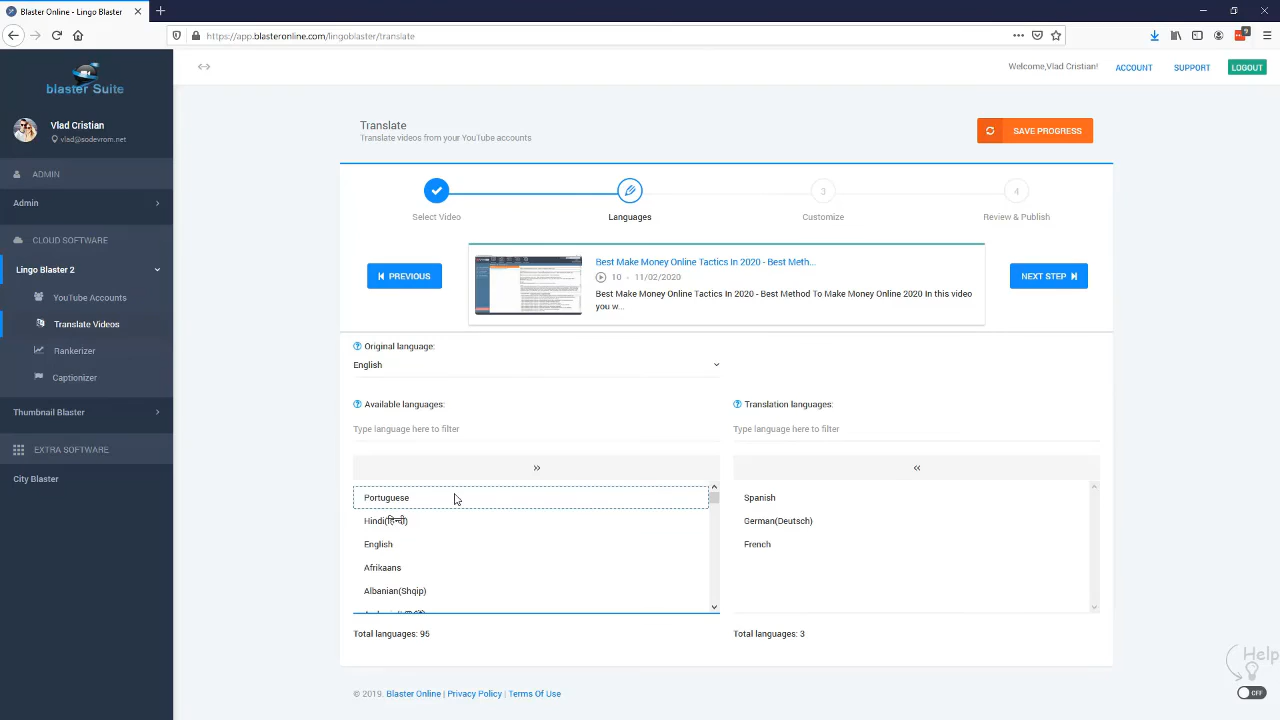 Blaster Online - Lingo Blaster
https://app.blasteronline.com/lingoblaster/translate
blaster Suite
Welcome,Vlad Cristian!
ACCOUNT
SUPPORT
LOGOUT
Vlad Cristian
vlad@sodevrom.net
ADMIN
Admin
CLOUD SOFTWARE
Lingo Blaster 2
YouTube Accounts
Translate Videos
Rankerizer
Captionizer
Thumbnail Blaster
EXTRA SOFTWARE
City Blaster
Translate
Translate videos from your YouTube accounts
SAVE PROGRESS
3
4
Select Video
Languages
Customize
Review & Publish
PREVIOUS
Best Make Money Online Tactics In 2020 - Best Meth...
10 - 11/02/2020
Best Make Money Online Tactics In 2020 - Best Methods To Make Money Online 2020 In this
you w...
NEXT STEP
Original language:
English
Available languages:
Type language here to filter
Portuguese
Hindi(हिन्दी)
English
Afrikaans
Albanian(Shqip)
Total languages: 95
Translation languages:
Type language here to filter
Spanish
German(Deutsch)
French
Total languages: 3
© 2019. Blaster Online | Privacy Policy | Terms Of Use
Help
OFF